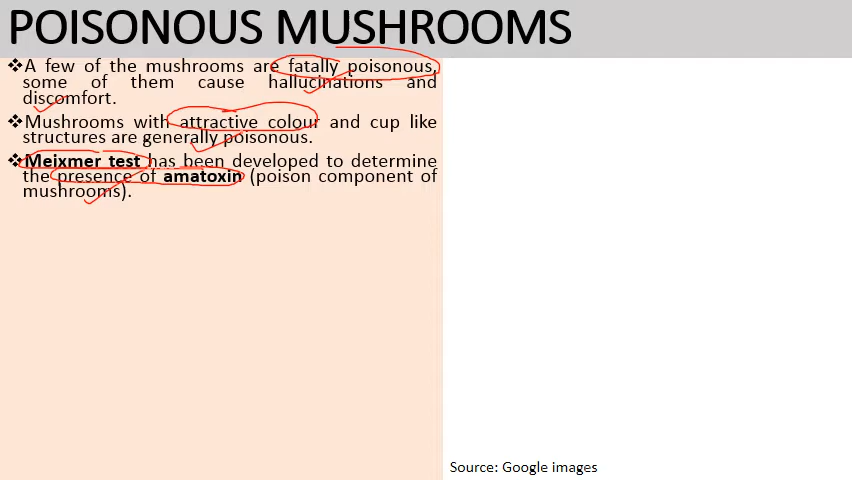 POISONOUS MUSHROOMS
❖A few of the mushrooms are fatally poisonous,
some of them cause hallucinations and
discomfort.
❖Mushrooms with attractive colour and cup like
structures are generally poisonous.
❖Meixmer test has been developed to determine
the presence of amatoxin (poison component of
mushrooms).
Source: Google images